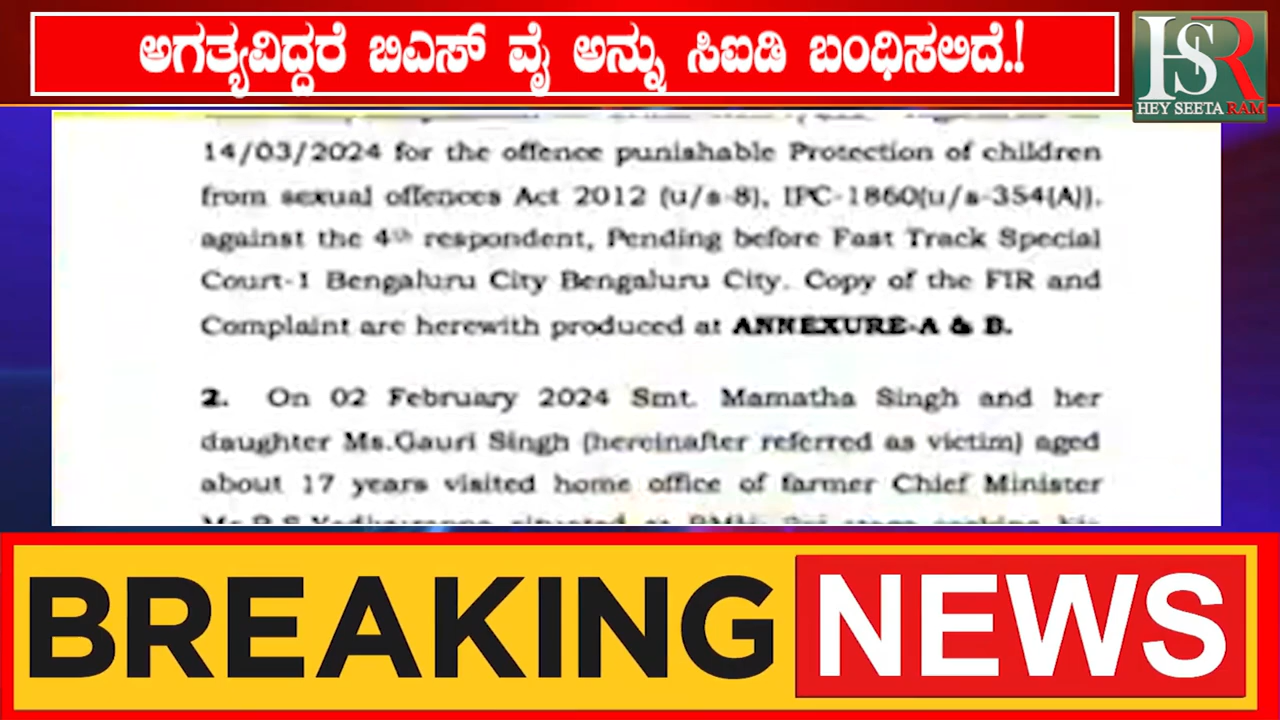 ಅಗತ್ಯವಿದ್ದರೆ ಬಿಎಸ್ ವೈ ಅನ್ನು ಸಿಐಡಿ ಬಂಧಿಸಲಿದೆ.!
HSR
HEY SEETA RAM
14/03/2024 for the offence punishable Protection of children
from sexual offences Act 2012 (u/s-8), IPC-1860(u/s-354(A)).
against the 4th respondent, Pending before Fast Track Special
Court-1 Bengaluru City Bengaluru City. Copy of the FIR and
Complaint are herewith produced at ANNEXURE-A & B.
2. On 02 February 2024 Smt. Mamatha Singh and her
daughter Ms.Gauri Singh (hereinafter referred as victim) aged
about 17 years visited home office of farmer Chief Minister
BREAKING NEWS